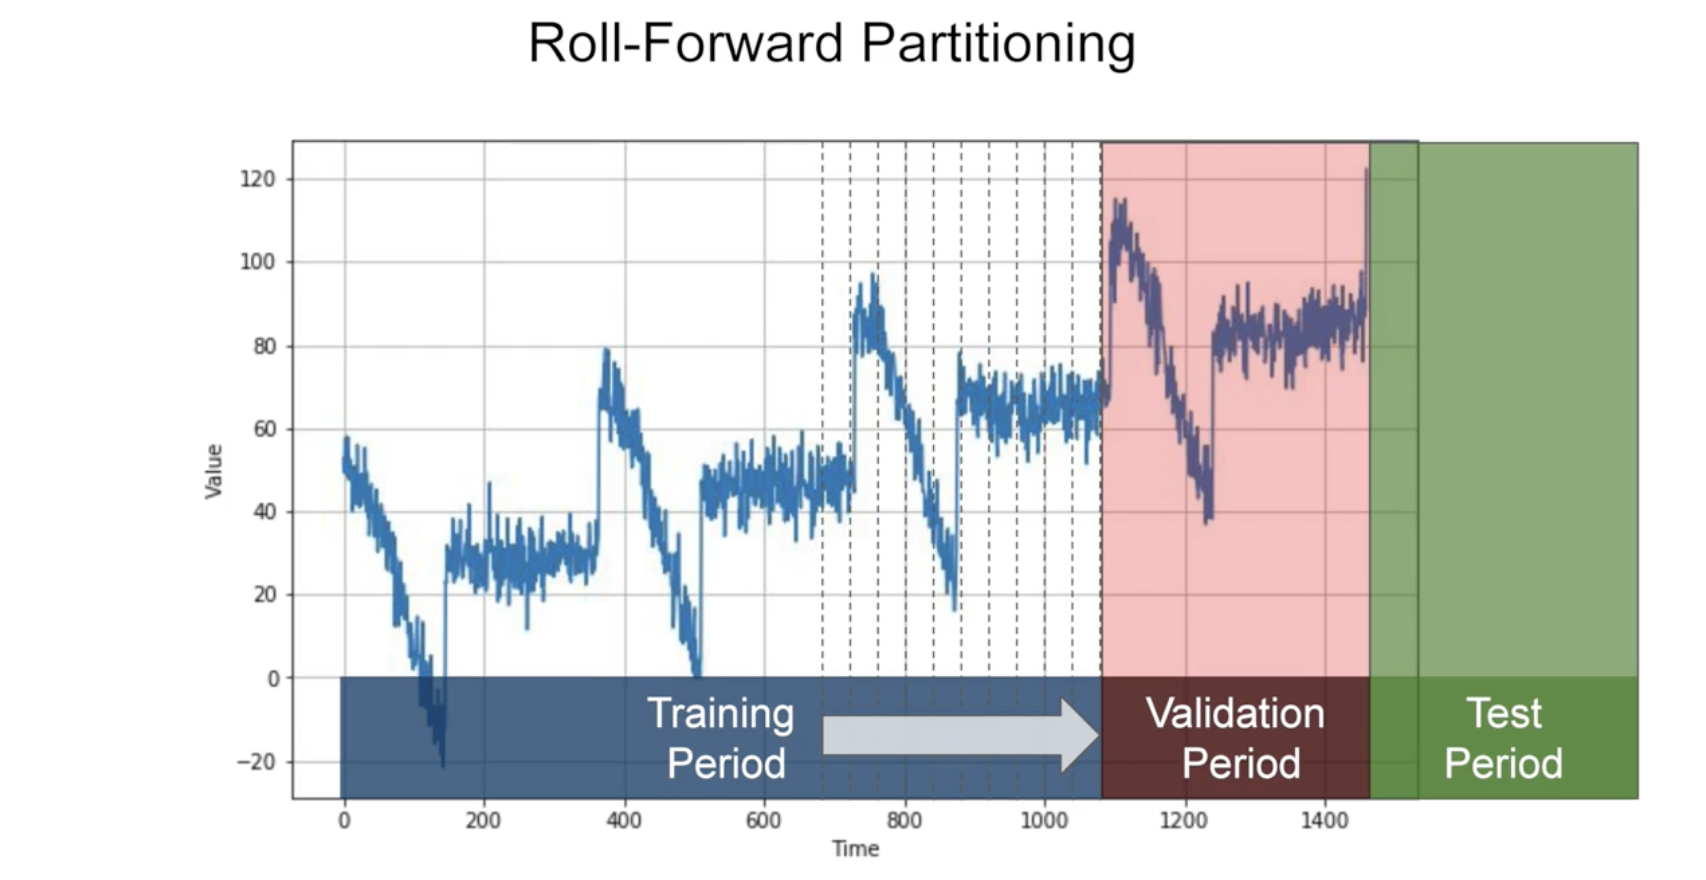 Roll-Forward Partitioning
120
100
80
60
40
20
0
−20
Value
Training
Period
Validation
Period
Test
Period
0 200 400 600 800 1000 1200 1400
Time